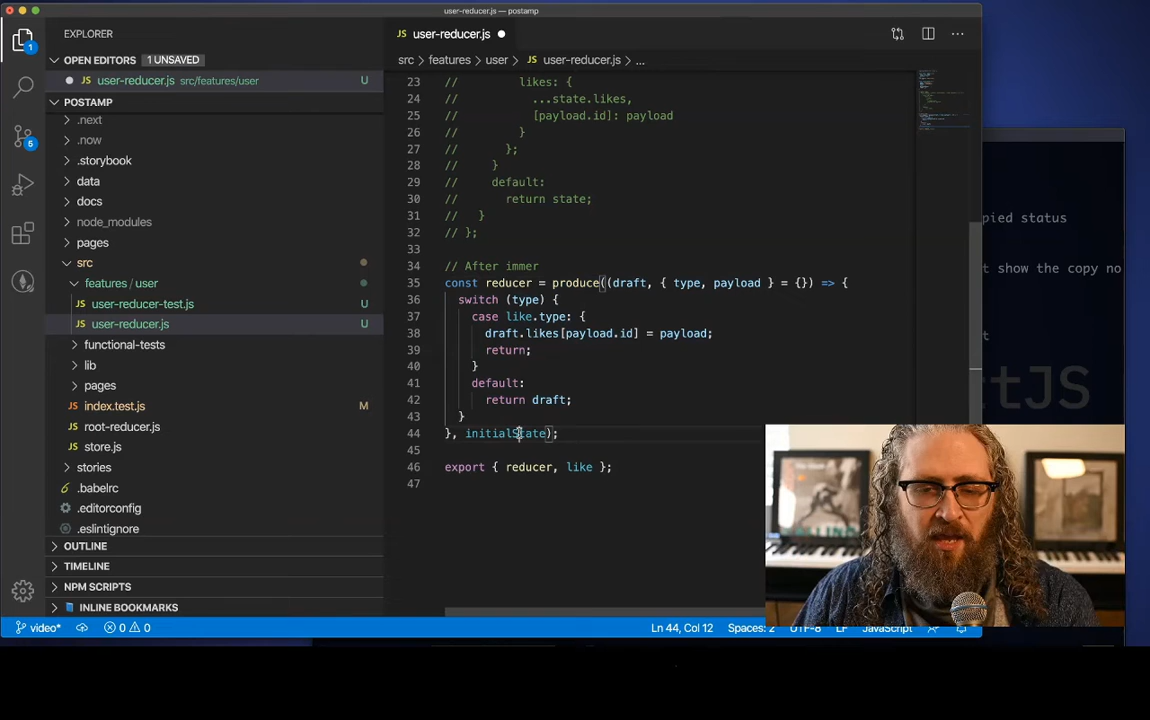 user-reducer.js — postamp
EXPLORER
OPEN EDITORS 1 UNSAVED
user-reducer.js src/features/user U
POSTAMP
.next
.now
.storybook
data
docs
node_modules
pages
src
features / user
user-reducer-test.js U
user-reducer.js U
functional-tests
lib
pages
index.test.js M
root-reducer.js
store.js
stories
.babelrc
.editorconfig
.eslintignore
OUTLINE
TIMELINE
NPM SCRIPTS
INLINE BOOKMARKS
1
5
user-reducer.js
src > features > user > user-reducer.js > ...
23 // likes: {
24 // ...state.likes,
25 // [payload.id]: payload
26 // }
27 // };
28 // }
29 // default:
30 // return state;
31 // }
32 // };
33
34 // After immer
35 const reducer = produce((draft, { type, payload } = {}) => {
36 switch (type) {
37 case like.type: {
38 draft.likes[payload.id] = payload;
39 return;
40 }
41 default:
42 return draft;
43 }
44 }, initialState);
45
46 export { reducer, like };
47
pied status
t show the copy no
t
ctJS
video* 0 0
Ln 44, Col 12 Spaces: 2 UTF-8 LF JavaScript